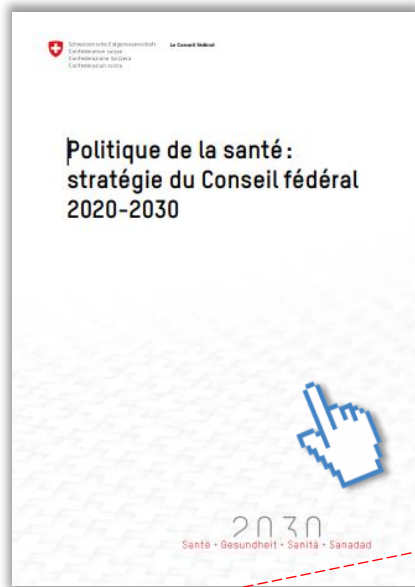 Schweizerische Eidgenossenschaft
Confédération suisse
Confederazione Svizzera
Confederaziun svizra
Le Conseil fédéral
Politique de la santé :
stratégie du Conseil fédéral
2020-2030
2030
Santé • Gesundheit • Sanità • Sanadad